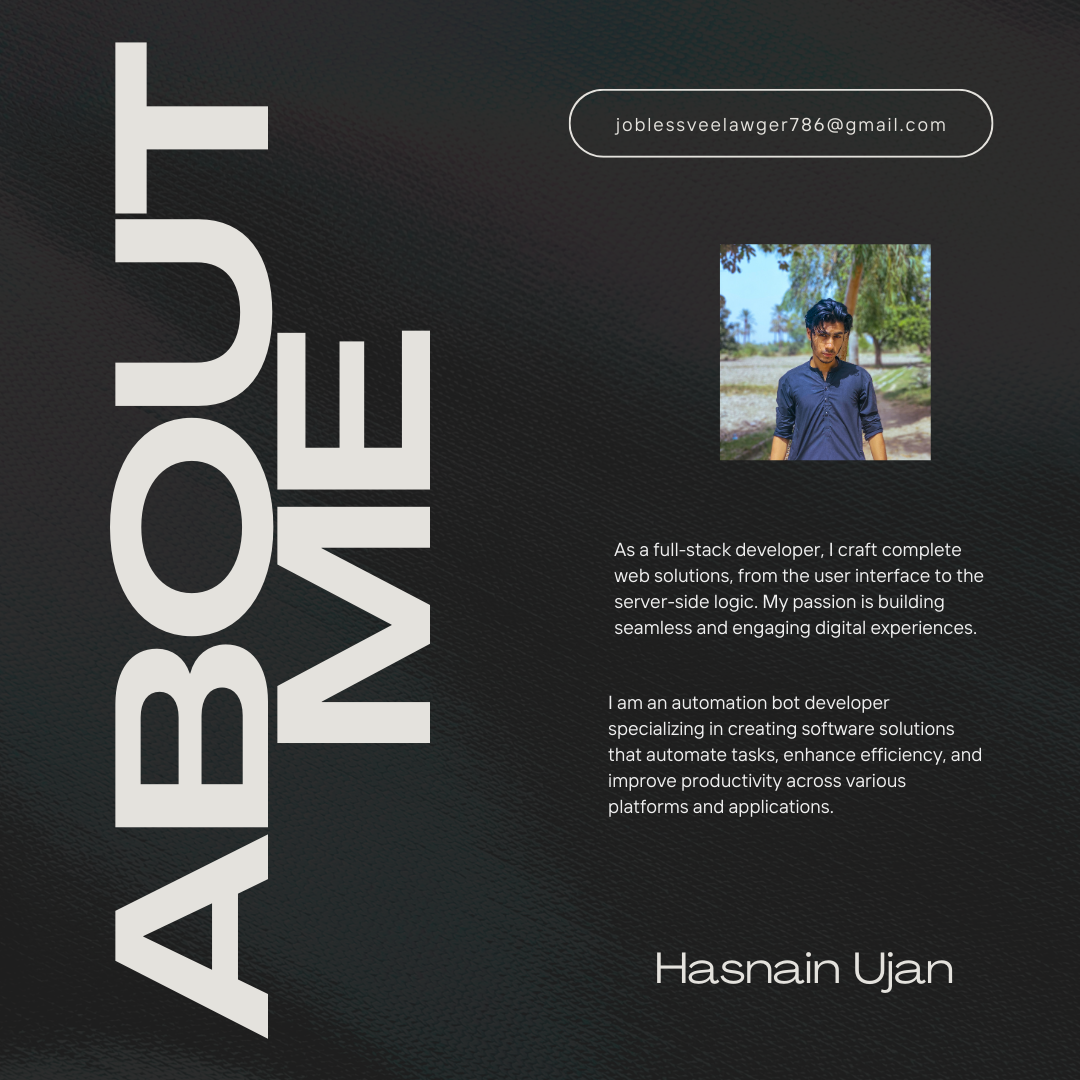 ABOUT
ME
joblessveelawger786@gmail.com
As a full-stack developer, I craft complete
web solutions, from the user interface to the
server-side logic. My passion is building
seamless and engaging digital experiences.
I am an automation bot developer
specializing in creating software solutions
that automate tasks, enhance efficiency, and
improve productivity across various
platforms and applications.
Hasnain Ujan